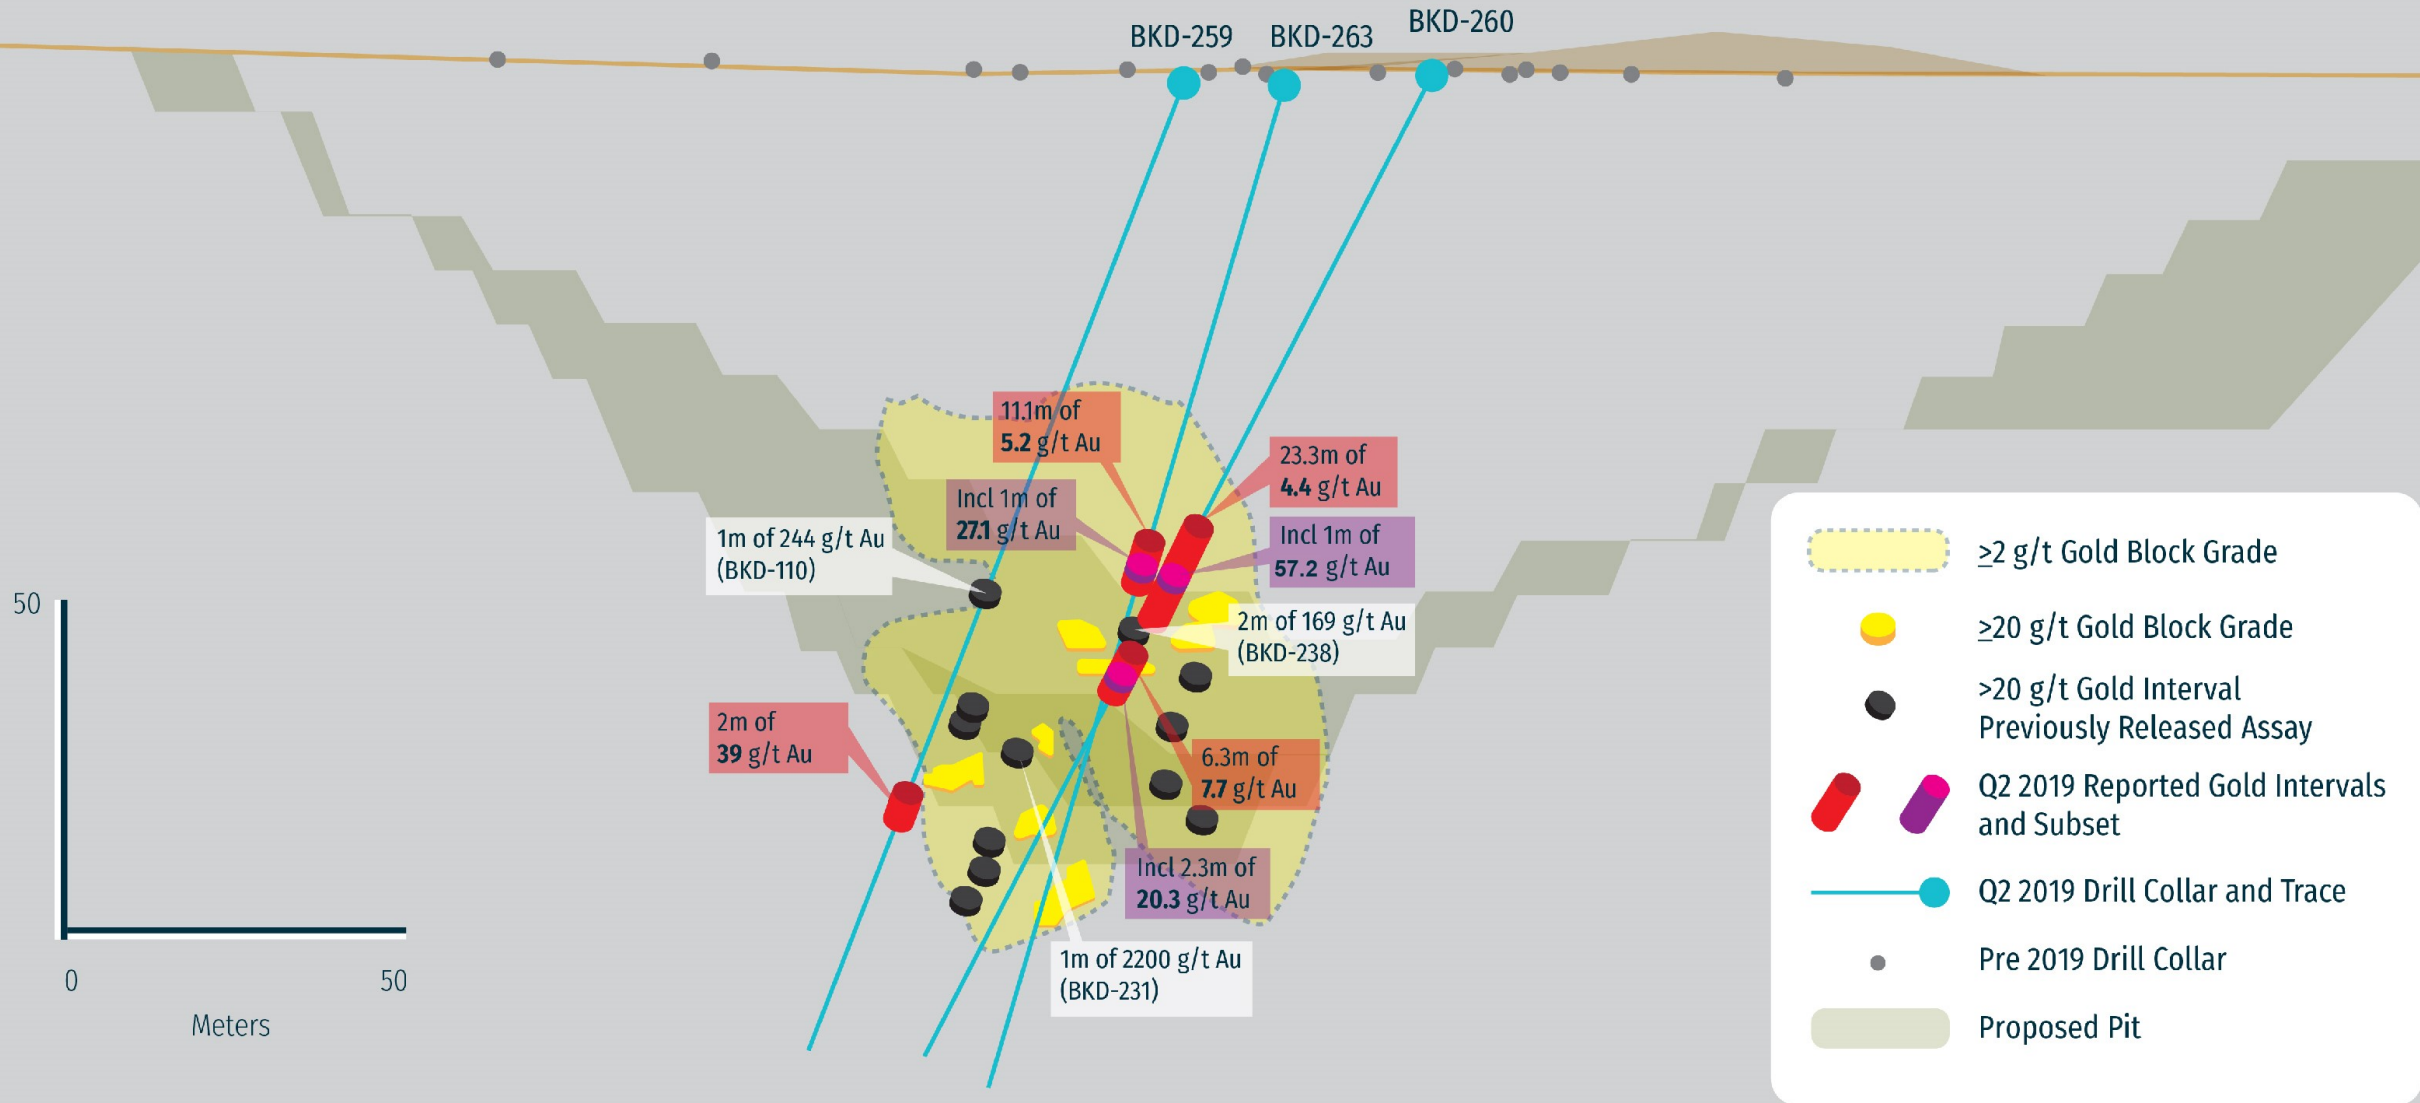 BKD-259
BKD-263
BKD-260
11.1m of
5.2 g/t Au
Incl 1m of
27.1 g/t Au
23.3m of
4.4 g/t Au
Incl 1m of
57.2 g/t Au
1m of 244 g/t Au
(BKD-110)
2m of 169 g/t Au
(BKD-238)
2m of
39 g/t Au
6.3m of
7.7 g/t Au
Incl 2.3m of
20.3 g/t Au
1m of 2200 g/t Au
(BKD-231)
50
0
50
Meters
≥2 g/t Gold Block Grade
≥20 g/t Gold Block Grade
>20 g/t Gold Interval
Previously Released Assay
Q2 2019 Reported Gold Intervals
and Subset
Q2 2019 Drill Collar and Trace
Pre 2019 Drill Collar
Proposed Pit